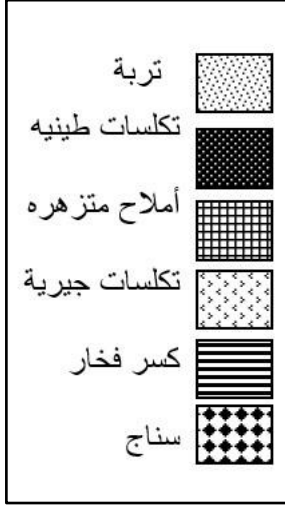 تربة
تكلسات طينيه
أملاح متزهره
تكلسات جيرية
كسر فخار
سناج